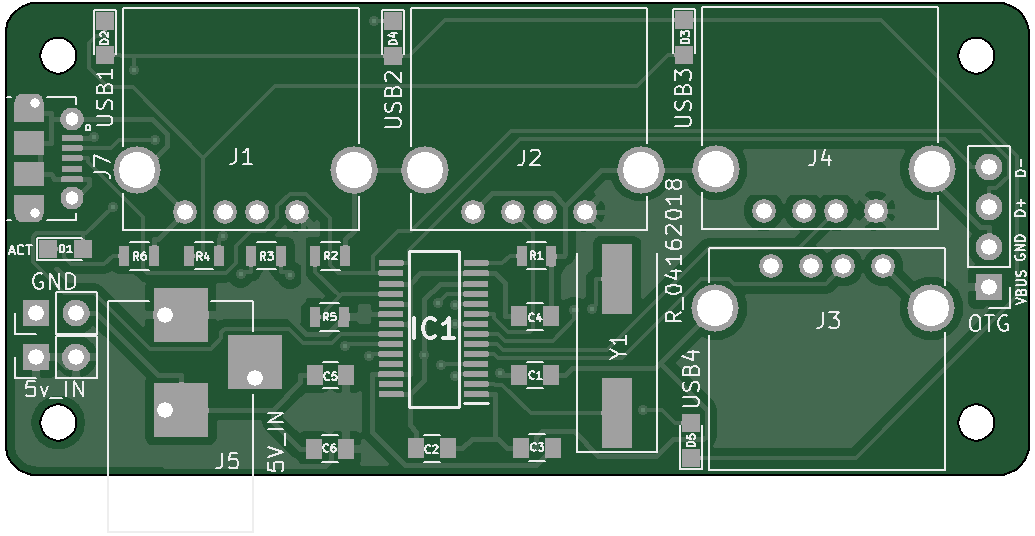 D2
D4
D3
USB1
USB2
USB3
J7
J1
J2
J4
D-
D+
GND
VBUS
OTG
ACT
D1
R6
R4
R3
R2
R1
R_04162018
GND
R5
IC1
C4
Y1
J3
5v_IN
C5
C1
USB4
5V_IN
J5
C6
C2
C3
D5